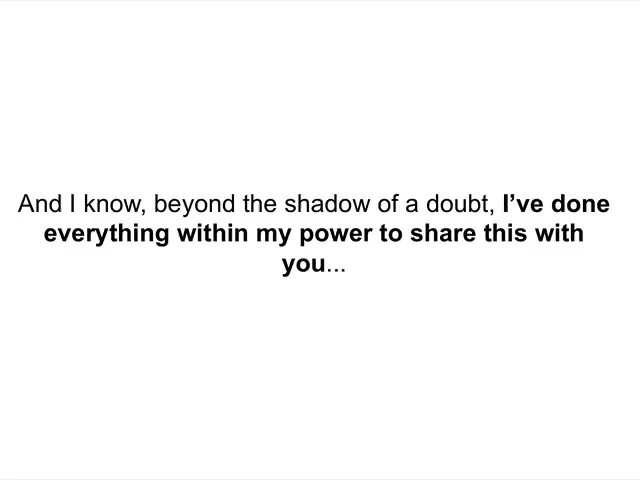 And I know, beyond the shadow of a doubt, I’ve done
everything within my power to share this with
you...